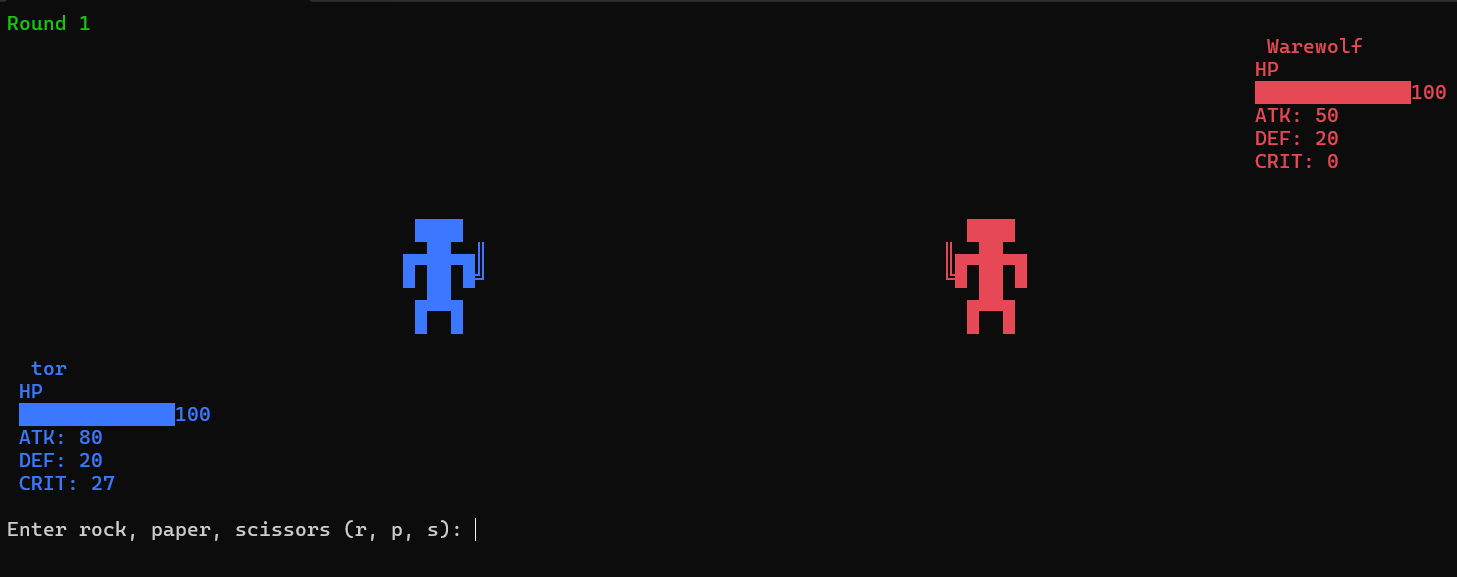 Round 1
Warewolf
HP
100
ATK: 50
DEF: 20
CRIT: 0
tor
HP
100
ATK: 80
DEF: 20
CRIT: 27
Enter rock, paper, scissors (r, p, s):